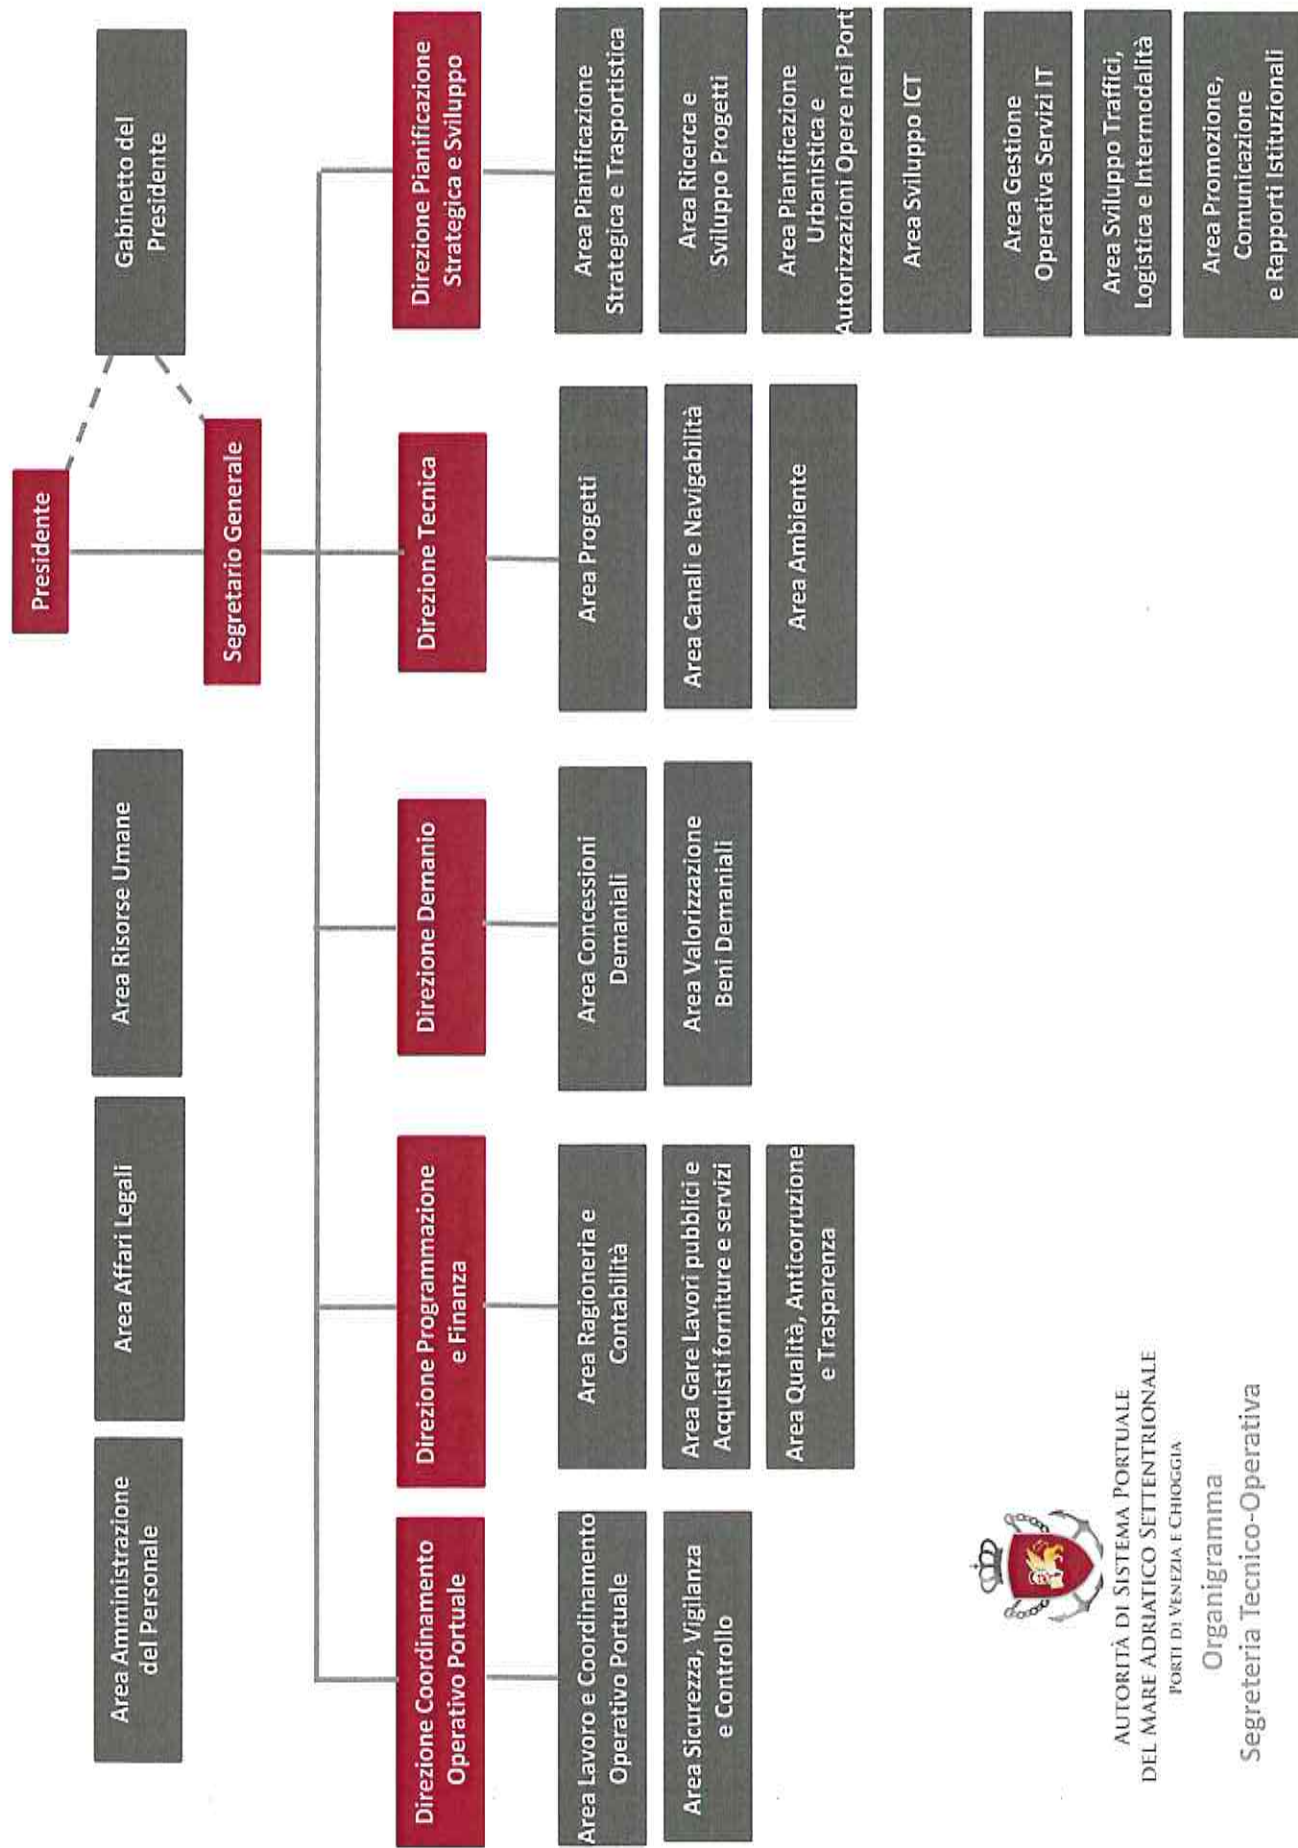 Presidente
Gabinetto del
Presidente
Segretario Generale
Area Amministrazione
del Personale
Area Affari Legali
Area Risorse Umane
Direzione Coordinamento
Operativo Portuale
Area Lavoro e Coordinamento
Operativo Portuale
Area Sicurezza, Vigilanza
e Controllo
Direzione Programmazione
e Finanza
Area Ragioneria e
Contabilità
Area Gare Lavori pubblici e
Acquisti forniture e servizi
Area Qualità, Anticorruzione
e Trasparenza
Direzione Demanio
Area Concessioni
Demaniali
Area Valorizzazione
Beni Demaniali
Direzione Tecnica
Area Progetti
Area Canali e Navigabilità
Area Ambiente
Direzione Pianificazione
Strategica e Sviluppo
Area Pianificazione
Strategica e Trasportistica
Area Ricerca e
Sviluppo Progetti
Area Pianificazione
Urbanistica e
Autorizzazioni Opere nei Porti
Area Sviluppo ICT
Area Gestione
Operativa Servizi IT
Area Sviluppo Traffici,
Logistica e Intermodalità
Area Promozione,
Comunicazione
e Rapporti Istituzionali
AUTORITÀ DI SISTEMA PORTUALE
DEL MARE ADRIATICO SETTENTRIONALE
PORTI DI VENEZIA E CHIOGGIA
Organigramma
Segreteria Tecnico-Operativa